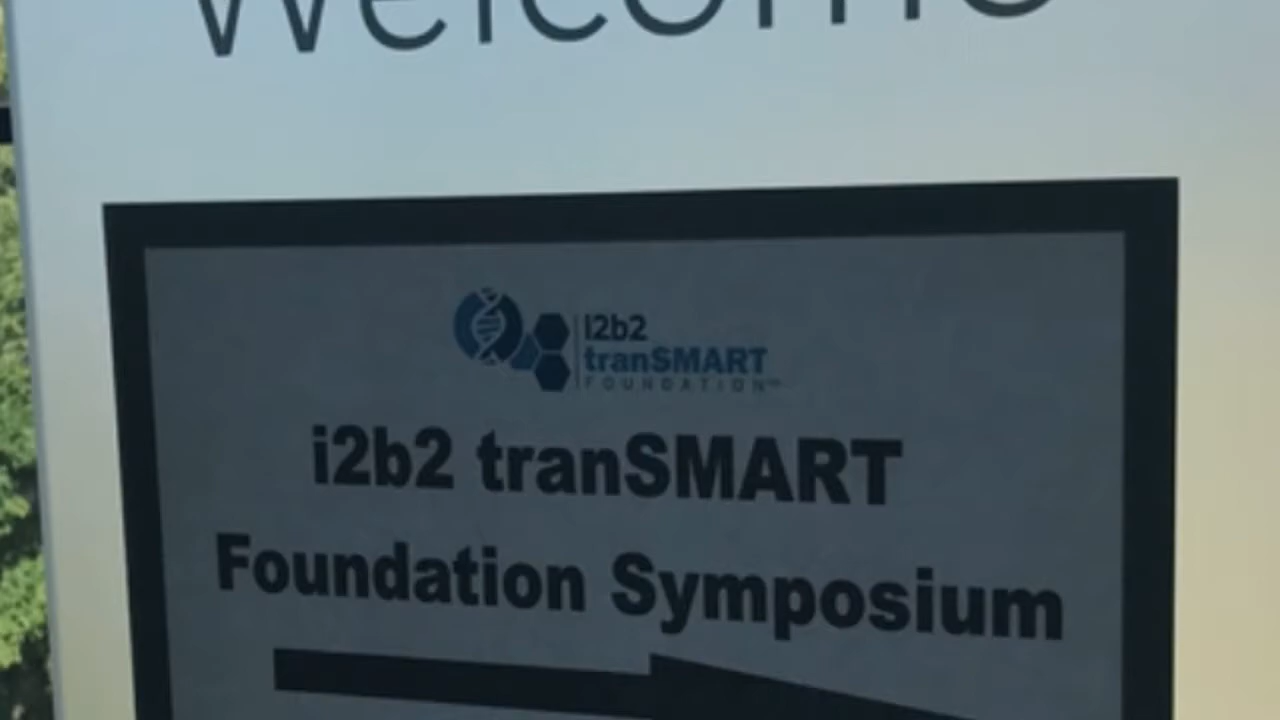 Welcome
i2b2
tranSMART
FOUNDATION
i2b2 tranSMART
Foundation Symposium